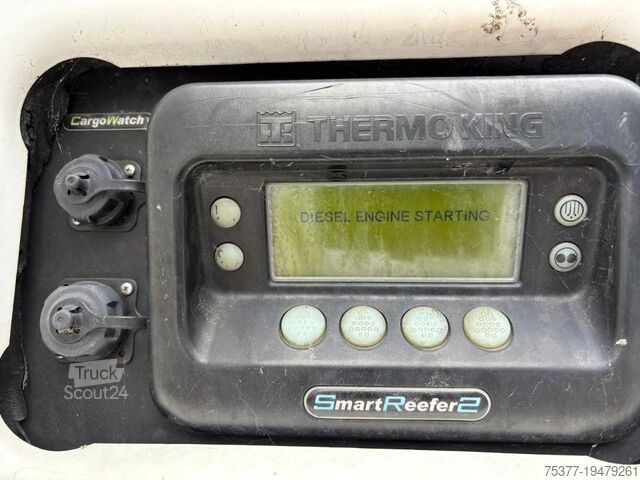 CargoWatch
THERMO KING
DIESEL ENGINE STARTING
SmartReefer2
Truck
Scout24
75377-19479261